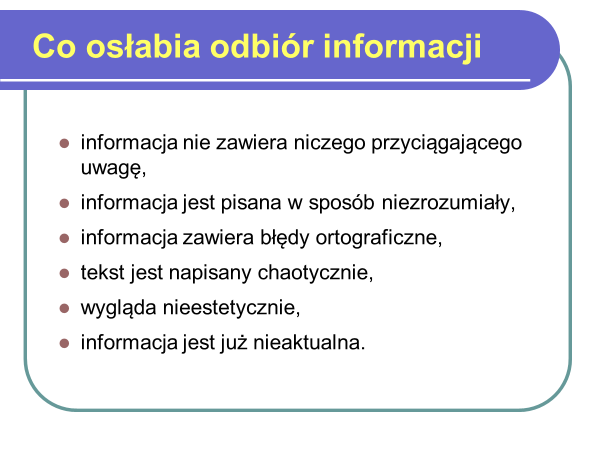 Co osłabia odbiór informacji
informacja nie zawiera niczego przyciągającego
uwagę,
informacja jest pisana w sposób niezrozumiały,
informacja zawiera błędy ortograficzne,
tekst jest napisany chaotycznie,
wygląda nieestetycznie,
informacja jest już nieaktualna.